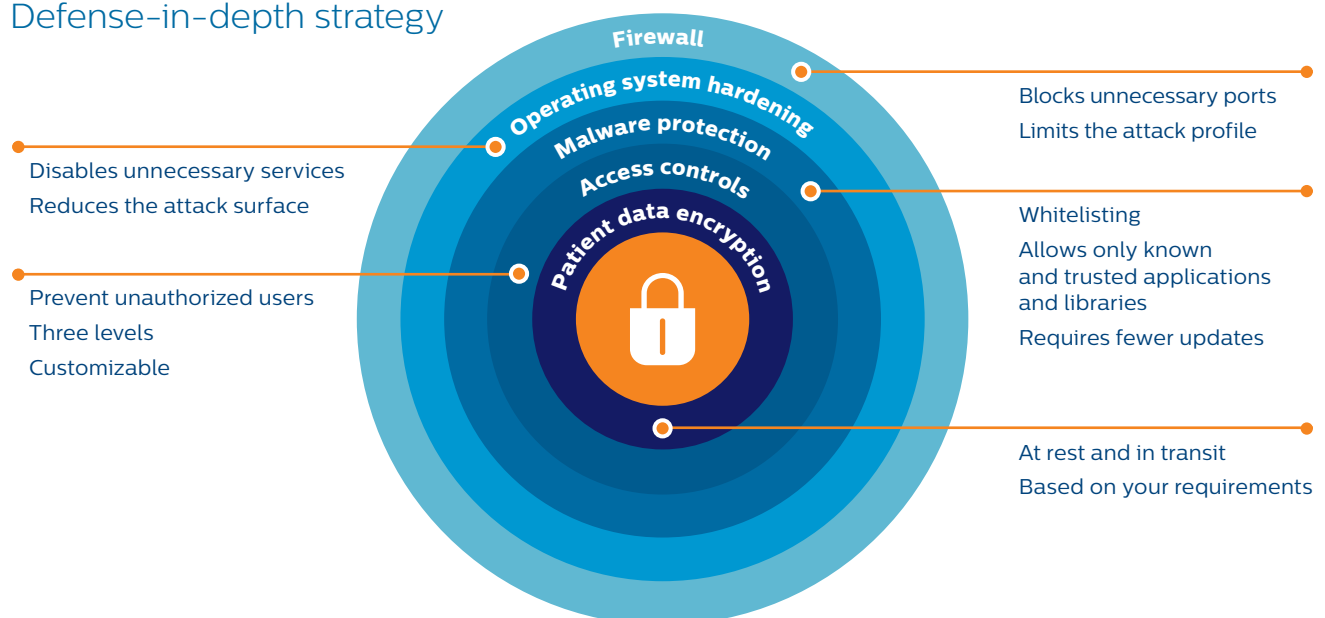 Defense-in-depth strategy
Firewall
Operating system hardening
Malware protection
Access controls
Patient data encryption
Disables unnecessary services
Reduces the attack surface
Prevent unauthorized users
Three levels
Customizable
Blocks unnecessary ports
Limits the attack profile
Whitelisting
Allows only known
and trusted applications
and libraries
Requires fewer updates
At rest and in transit
Based on your requirements